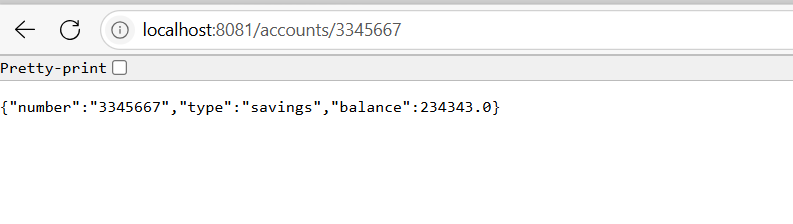 localhost:8081/accounts/3345667
Pretty-print
{"number":"3345667","type":"savings","balance":234343.0}